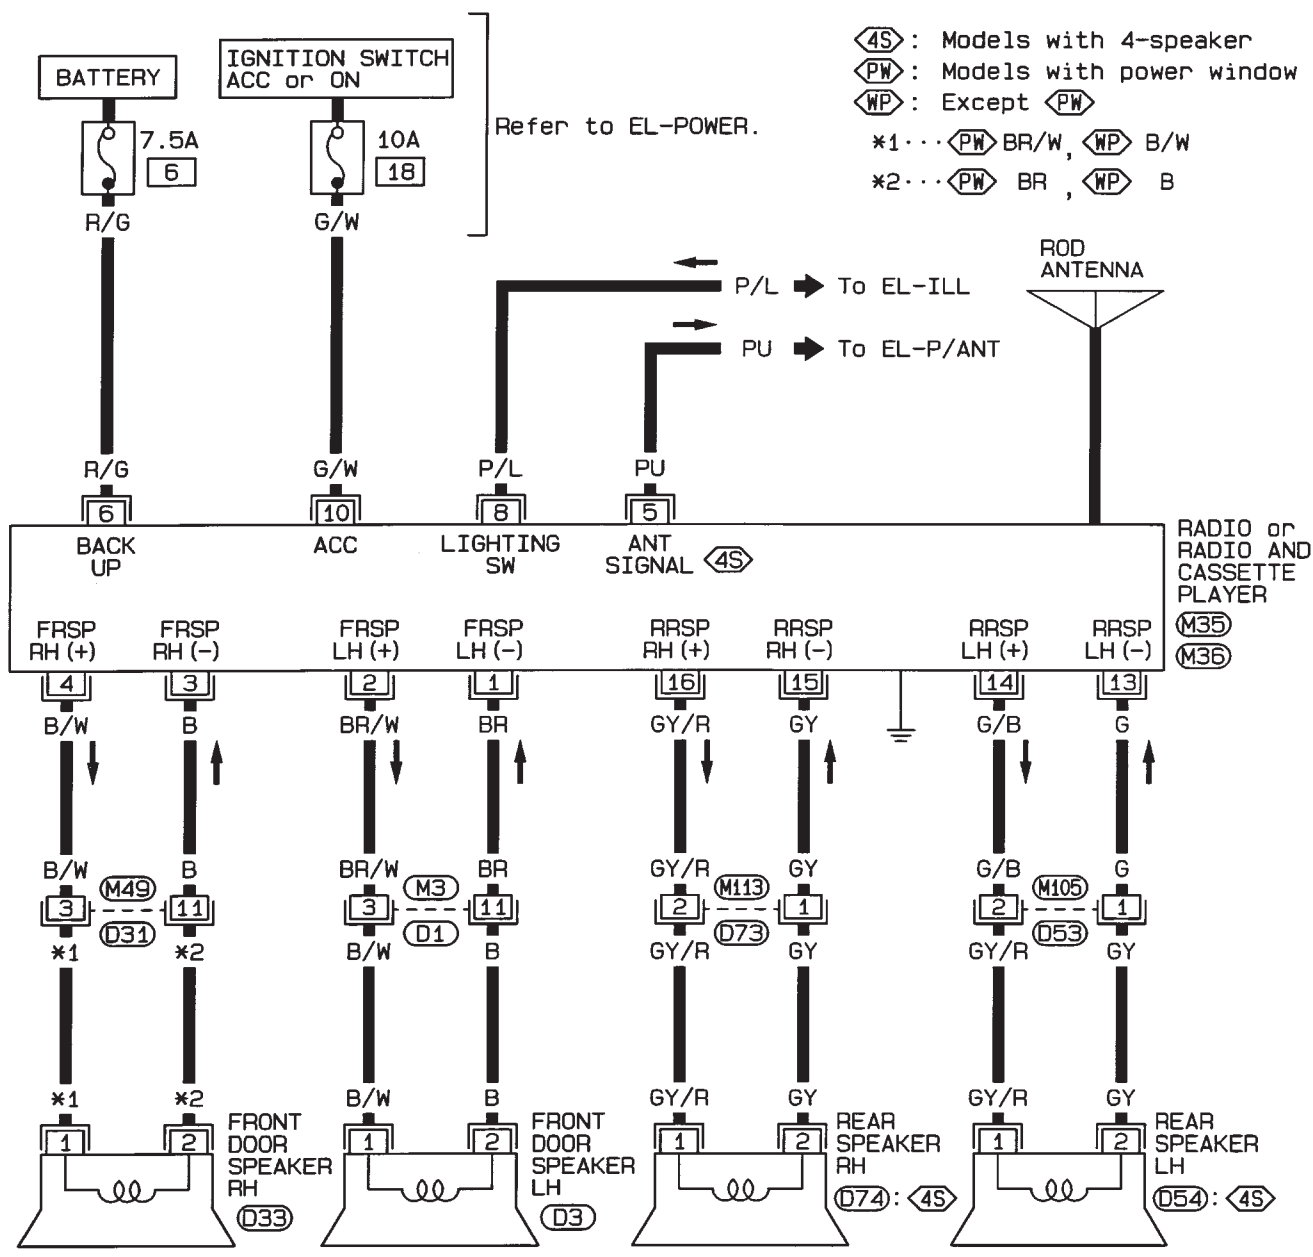 BATTERY
IGNITION SWITCH
ACC or ON
7.5A
6
10A
18
Refer to EL-POWER.
4S : Models with 4-speaker
PW : Models with power window
WP : Except PW
*1··· PW BR/W, WP B/W
*2··· PW BR , WP B
R/G
G/W
ROD
ANTENNA
P/L To EL-ILL
PU To EL-P/ANT
R/G
G/W
P/L
PU
6
10
8
5
BACK
UP
ACC
LIGHTING
SW
ANT
SIGNAL 4S
RADIO or
RADIO AND
CASSETTE
PLAYER
M35
M36
FRSP
RH (+)
FRSP
RH (-)
FRSP
LH (+)
FRSP
LH (-)
RRSP
RH (+)
RRSP
RH (-)
RRSP
LH (+)
RRSP
LH (-)
4
3
2
1
16
15
14
13
B/W
B
BR/W
BR
GY/R
GY
G/B
G
B/W
B
BR/W
BR
GY/R
GY
G/B
G
3
M49
D31
11
3
M3
D1
11
2
M113
D73
1
2
M105
D53
1
*1
*2
B/W
B
GY/R
GY
GY/R
GY
*1
*2
B/W
B
GY/R
GY
GY/R
GY
1
2
FRONT
DOOR
SPEAKER
RH
D33
1
2
FRONT
DOOR
SPEAKER
LH
D3
1
2
REAR
SPEAKER
RH
D74 : 4S
1
2
REAR
SPEAKER
LH
D54 : 4S